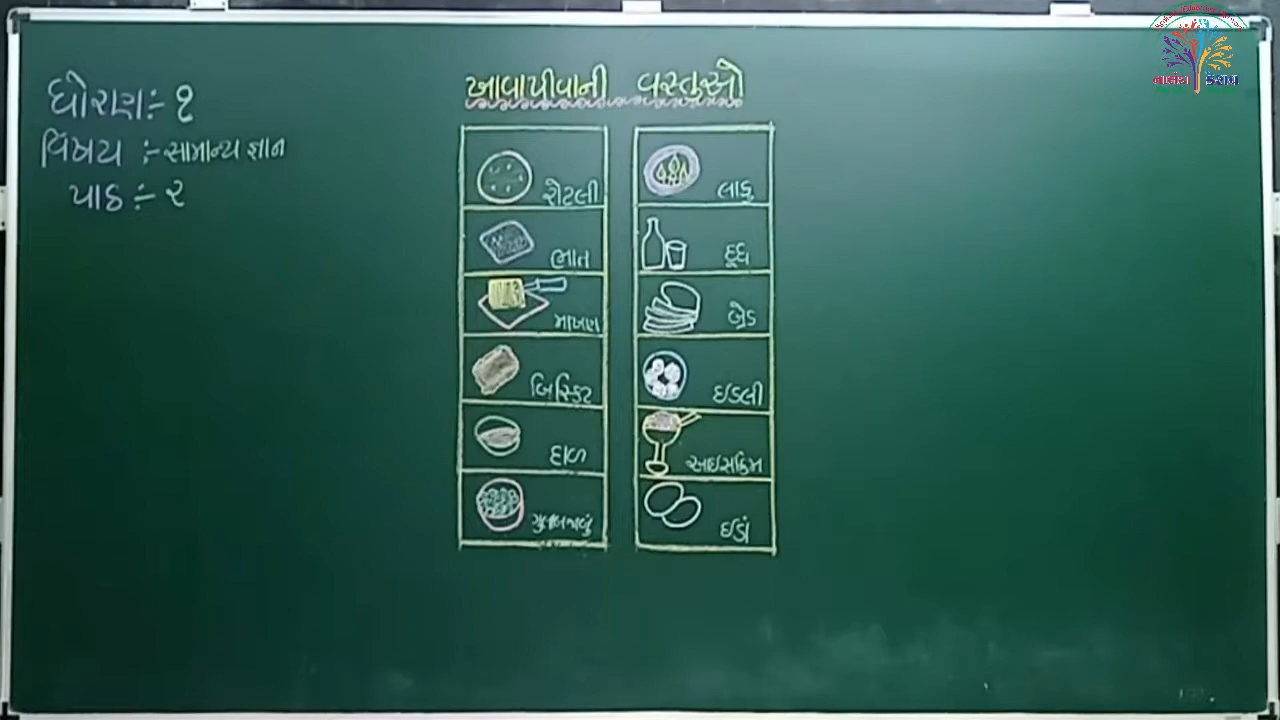 ધોરણ :- ૧
વિષય :- સામાન્ય જ્ઞાન
પાઠ :- ૨
ખાવાપીવાની વસ્તુઓ
રોટલી
ભાત
માખણ
બિસ્કિટ
દાળ
ગુલાબજાબું
લાડુ
દૂધ
બ્રેડ
ઇડલી
આઇસક્રિમ
ઈંડાં